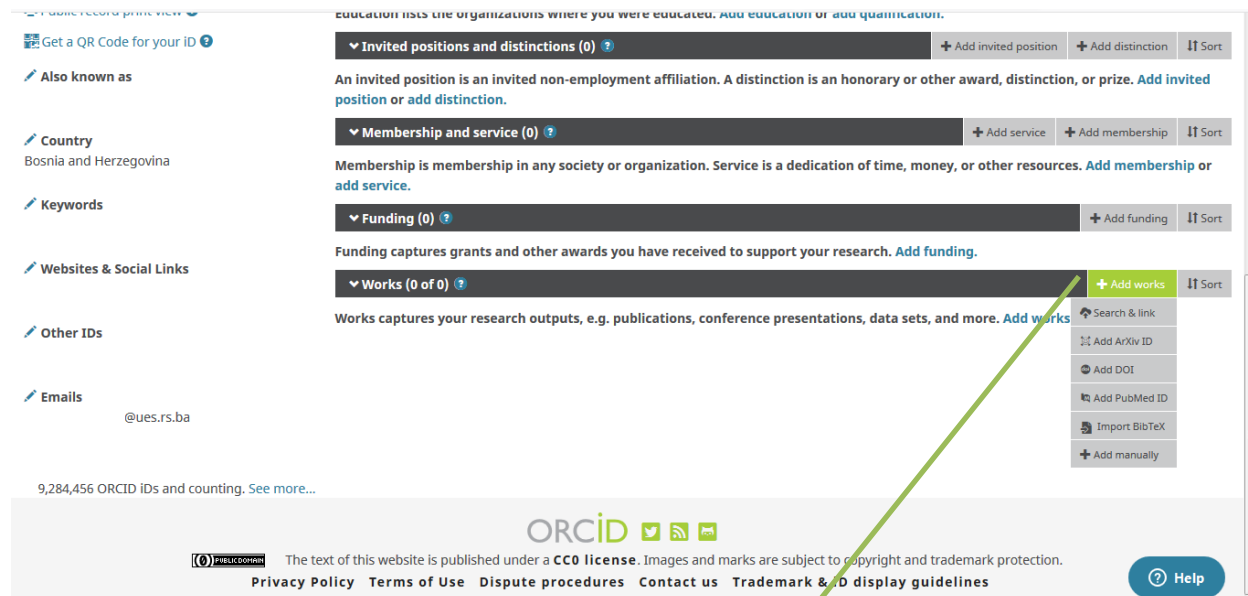 Public record print view
Education lists the organizations where you were educated. Add education or add qualification.
Get a QR Code for your iD
Invited positions and distinctions (0)
Add invited position
Add distinction
Sort
Also known as
An invited position is an invited non-employment affiliation. A distinction is an honorary or other award, distinction, or prize. Add invited
position or add distinction.
Country
Bosnia and Herzegovina
Membership and service (0)
Add service
Add membership
Sort
Membership is membership in any society or organization. Service is a dedication of time, money, or other resources. Add membership or
add service.
Keywords
Funding (0)
Add funding
Sort
Funding captures grants and other awards you have received to support your research. Add funding.
Websites & Social Links
Works (0 of 0)
Add works
Sort
Works captures your research outputs, e.g. publications, conference presentations, data sets, and more. Add works
Search & link
Add ArXiv ID
Add DOI
Add PubMed ID
Import BibTeX
Add manually
Other IDs
Emails
@ues.rs.ba
9,284,456 ORCID iDs and counting. See more...
ORCID
PUBLIC DOMAIN
The text of this website is published under a CC0 license. Images and marks are subject to copyright and trademark protection.
Privacy Policy Terms of Use Dispute procedures Contact us Trademark & iD display guidelines
Help